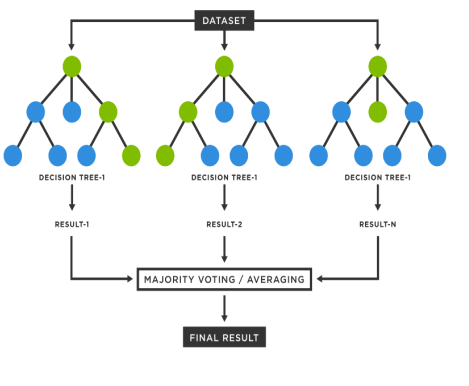 DATASET
DECISION TREE-1 DECISION TREE-1 DECISION TREE-1
RESULT-1 RESULT-2 RESULT-N
MAJORITY VOTING / AVERAGING
FINAL RESULT